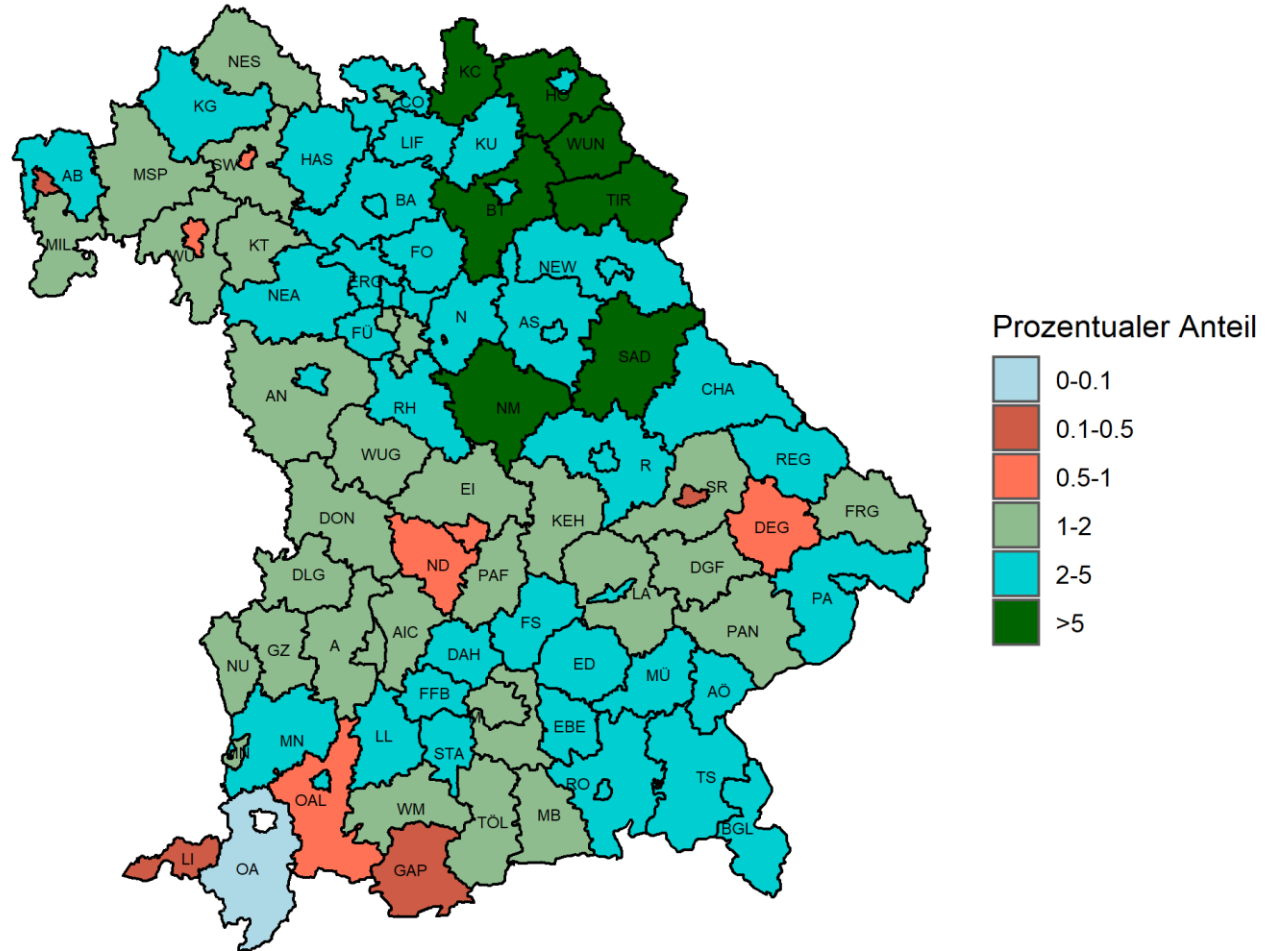 NES
KC
KG
HO
CO
WUN
KU
LIF
SW
HAS
AB
MSP
TIR
BA
BT
MIL
WÜ
KT
FO
NEW
ERC
NEA
N
AS
FÜ
SAD
CHA
AN
RH
NM
WUG
REG
R
EI
SR
FRG
DON
KEH
DEG
ND
DLG
PAF
DGF
LA
PA
AIC
FS
PAN
A
GZ
NU
DAH
ED
MÜ
AÖ
FFB
M
EBE
MN
MN
LL
STA
TS
RO
OAL
WM
TÖL
MB
BGL
LI
OA
GAP
Prozentualer Anteil
0-0.1
0.1-0.5
0.5-1
1-2
2-5
>5